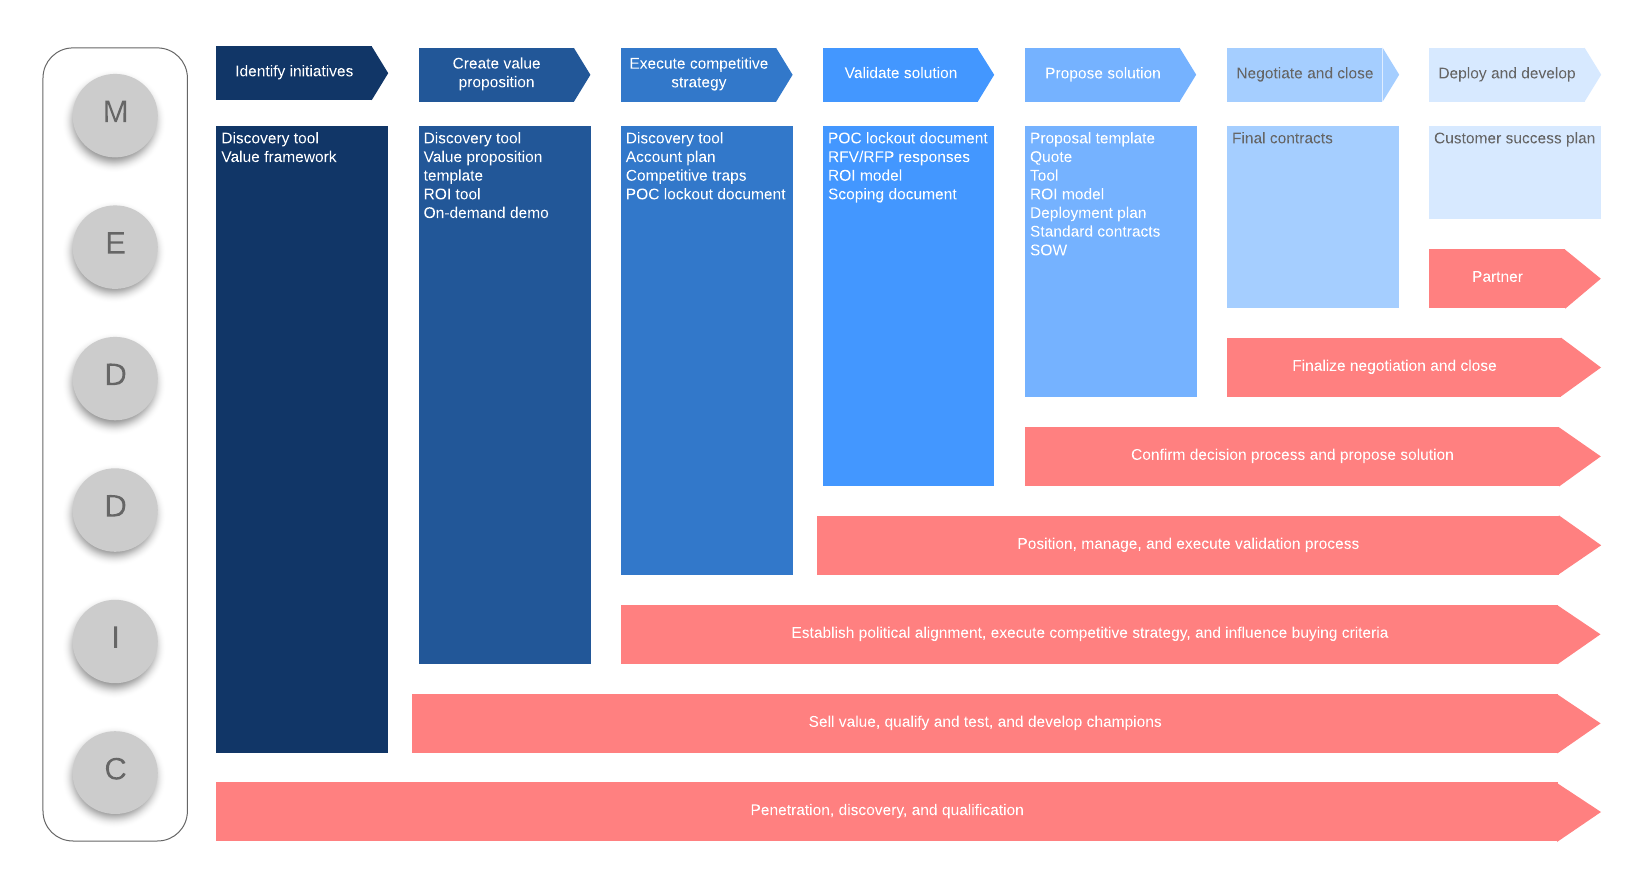 M
E
D
D
I
C
Identify initiatives
Create value
proposition
Execute competitive
strategy
Validate solution
Propose solution
Negotiate and close
Deploy and develop
Discovery tool
Value framework
Discovery tool
Value proposition
template
ROI tool
On-demand demo
Discovery tool
Account plan
Competitive traps
POC lockout document
POC lockout document
RFV/RFP responses
ROI model
Scoping document
Proposal template
Quote
Tool
ROI model
Deployment plan
Standard contracts
SOW
Final contracts
Customer success plan
Partner
Finalize negotiation and close
Confirm decision process and propose solution
Position, manage, and execute validation process
Establish political alignment, execute competitive strategy, and influence buying criteria
Sell value, qualify and test, and develop champions
Penetration, discovery, and qualification